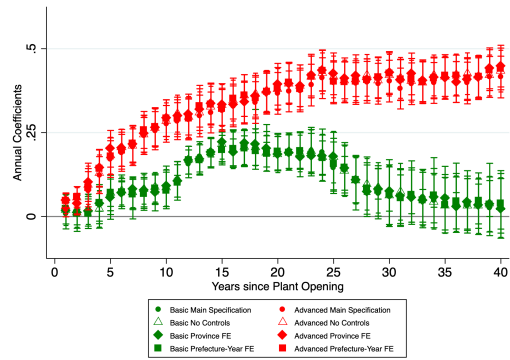 Annual Coefficients
.5
.25
0
0 5 10 15 20 25 30 35 40
Years since Plant Opening
Basic Main Specification Advanced Main Specification
Basic No Controls Advanced No Controls
Basic Province FE Advanced Province FE
Basic Prefecture-Year FE Advanced Prefecture-Year FE